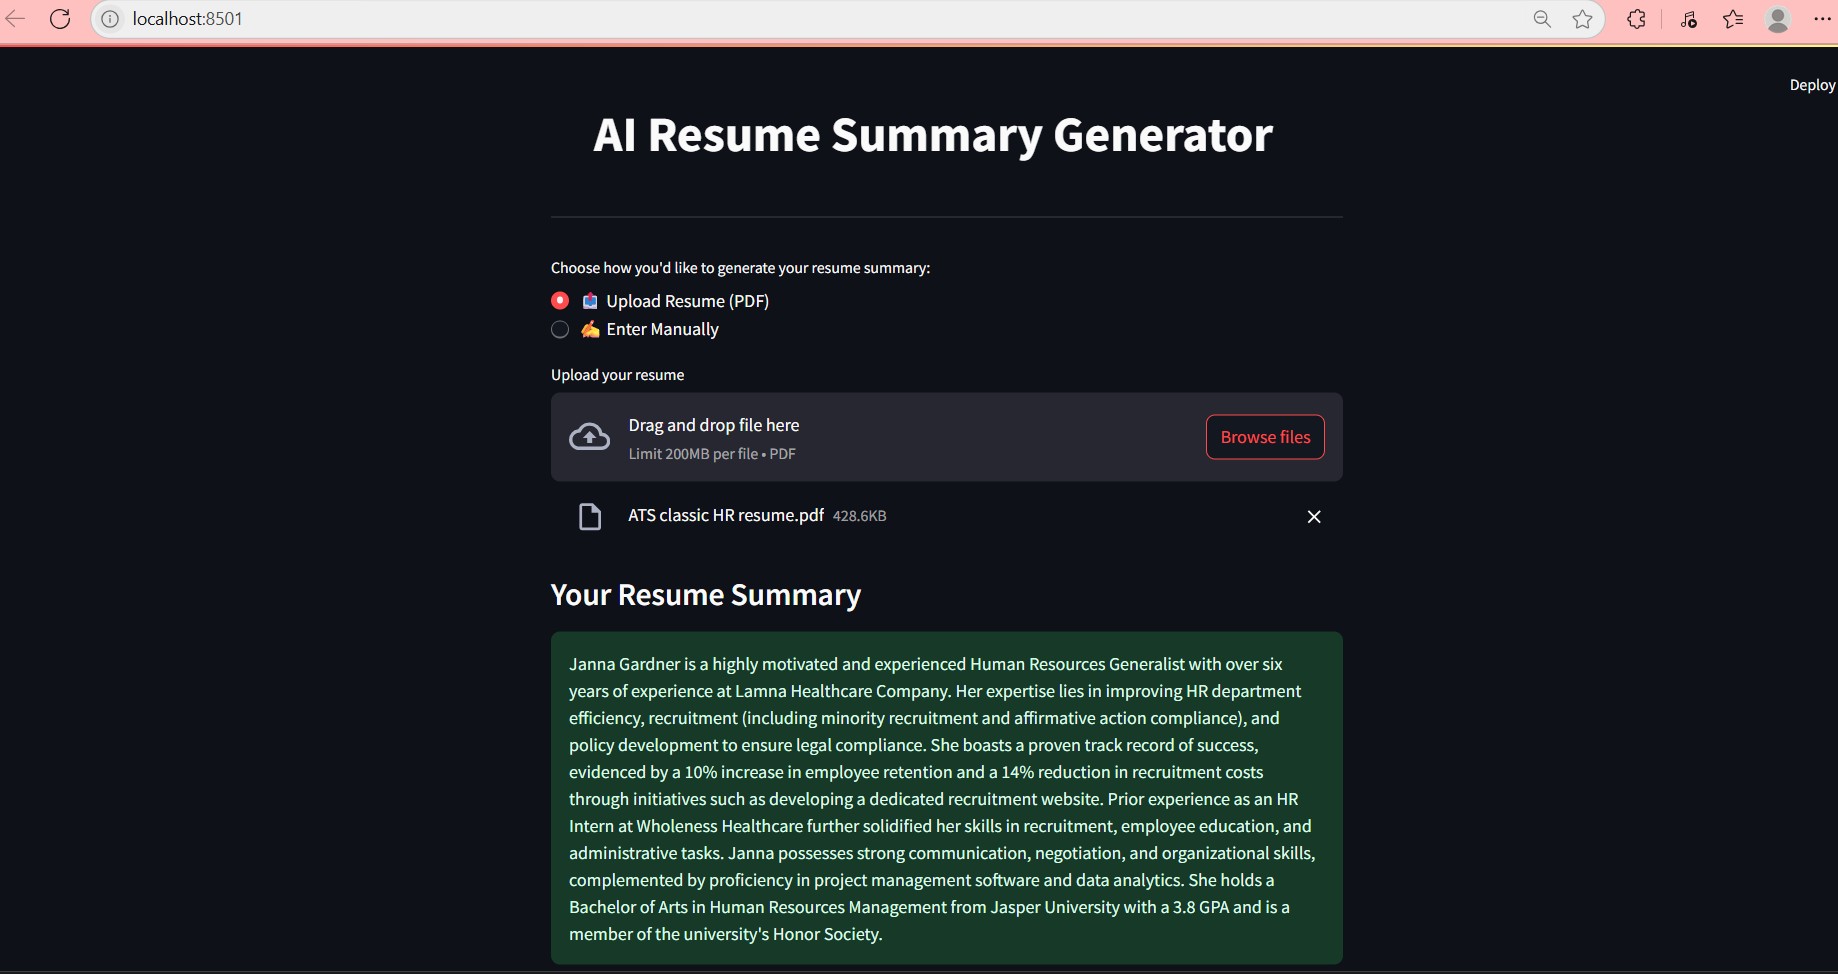 localhost:8501
Deploy
AI Resume Summary Generator
Choose how you'd like to generate your resume summary:
Upload Resume (PDF)
Enter Manually
Upload your resume
Drag and drop file here
Limit 200MB per file • PDF
Browse files
ATS classic HR resume.pdf 428.6KB
Your Resume Summary
Janna Gardner is a highly motivated and experienced Human Resources Generalist with over six
years of experience at Lamna Healthcare Company. Her expertise lies in improving HR department
efficiency, recruitment (including minority recruitment and affirmative action compliance), and
policy development to ensure legal compliance. She boasts a proven track record of success,
evidenced by a 10% increase in employee retention and a 14% reduction in recruitment costs
through initiatives such as developing a dedicated recruitment website. Prior experience as an HR
Intern at Wholeness Healthcare further solidified her skills in recruitment, employee education, and
administrative tasks. Janna possesses strong communication, negotiation, and organizational skills,
complemented by proficiency in project management software and data analytics. She holds a
Bachelor of Arts in Human Resources Management from Jasper University with a 3.8 GPA and is a
member of the university's Honor Society.